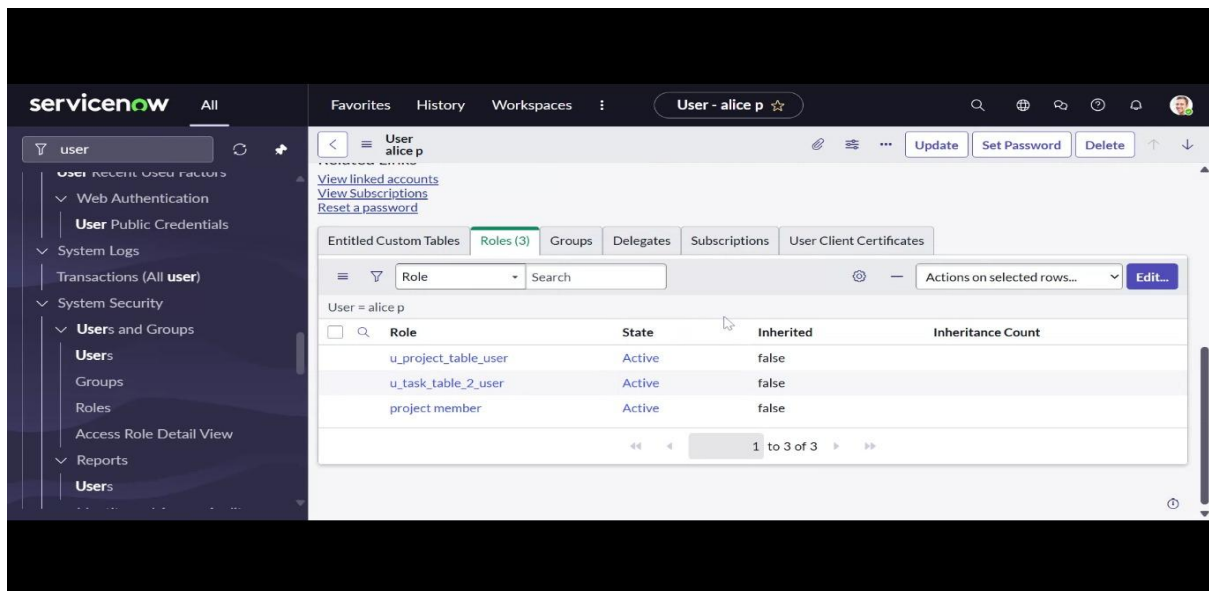 servicenow All Favorites History Workspaces User - alice p
user
User Recent Used Factors
Web Authentication
User Public Credentials
System Logs
Transactions (All user)
System Security
Users and Groups
Users
Groups
Roles
Access Role Detail View
Reports
Users
User
alice p
Update Set Password Delete
Related Links
View linked accounts
View Subscriptions
Reset a password
Entitled Custom Tables Roles (3) Groups Delegates Subscriptions User Client Certificates
Role Search Actions on selected rows... Edit...
User = alice p
Role State Inherited Inheritance Count
u_project_table_user Active false
u_task_table_2_user Active false
project member Active false
1 to 3 of 3